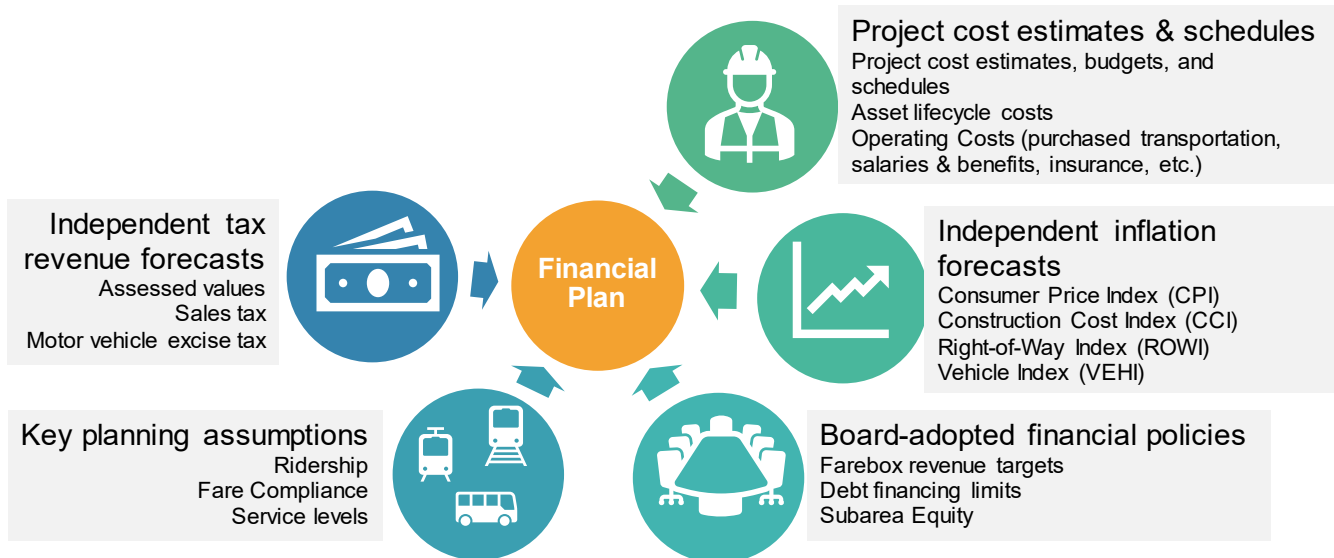 Project cost estimates & schedules
Project cost estimates, budgets, and
schedules
Asset lifecycle costs
Operating Costs (purchased transportation,
salaries & benefits, insurance, etc.)
Independent tax
revenue forecasts
Assessed values
Sales tax
Motor vehicle excise tax
Financial
Plan
Independent inflation
forecasts
Consumer Price Index (CPI)
Construction Cost Index (CCI)
Right-of-Way Index (ROWI)
Vehicle Index (VEHI)
Key planning assumptions
Ridership
Fare Compliance
Service levels
Board-adopted financial policies
Farebox revenue targets
Debt financing limits
Subarea Equity